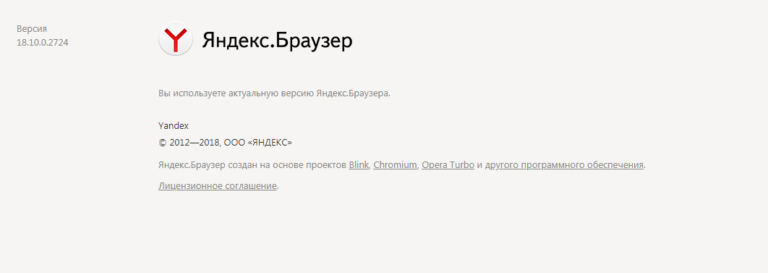 Версия
18.10.0.2724
Яндекс.Браузер
Вы используете актуальную версию Яндекс.Браузера.
Yandex
© 2012—2018, ООО «ЯНДЕКС»
Яндекс.Браузер создан на основе проектов Blink, Chromium, Opera Turbo и другого программного обеспечения.
Лицензионное соглашение.